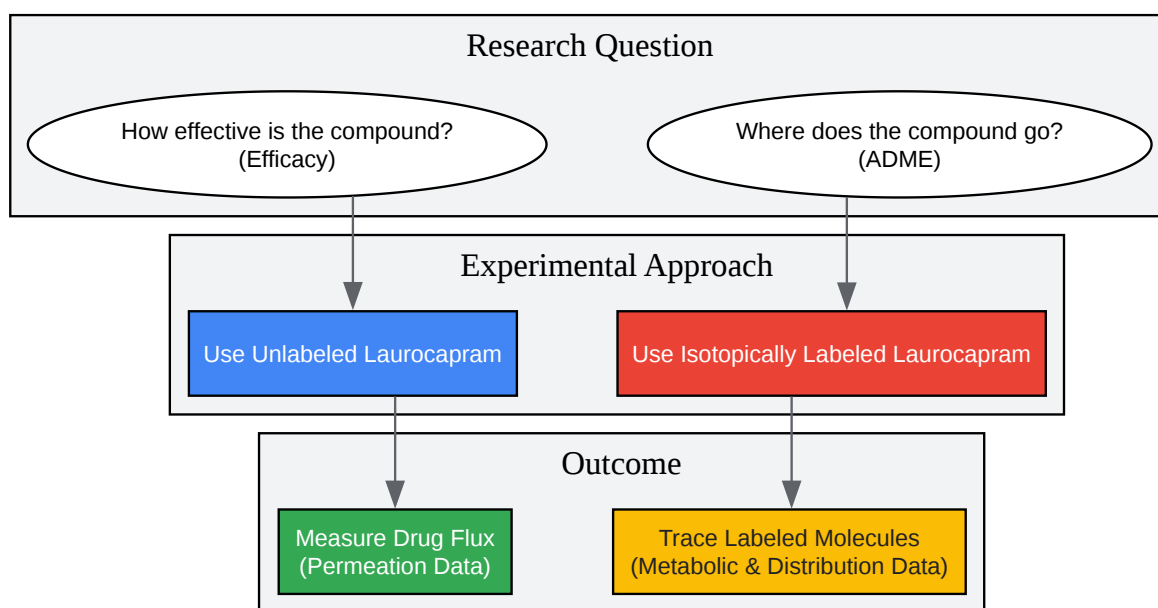 Research Question
How effective is the compound?
(Efficacy)
Where does the compound go?
(ADME)
Experimental Approach
Use Unlabeled Laurocapram
Use Isotopically Labeled Laurocapram
Outcome
Measure Drug Flux
(Permeation Data)
Trace Labeled Molecules
(Metabolic & Distribution Data)